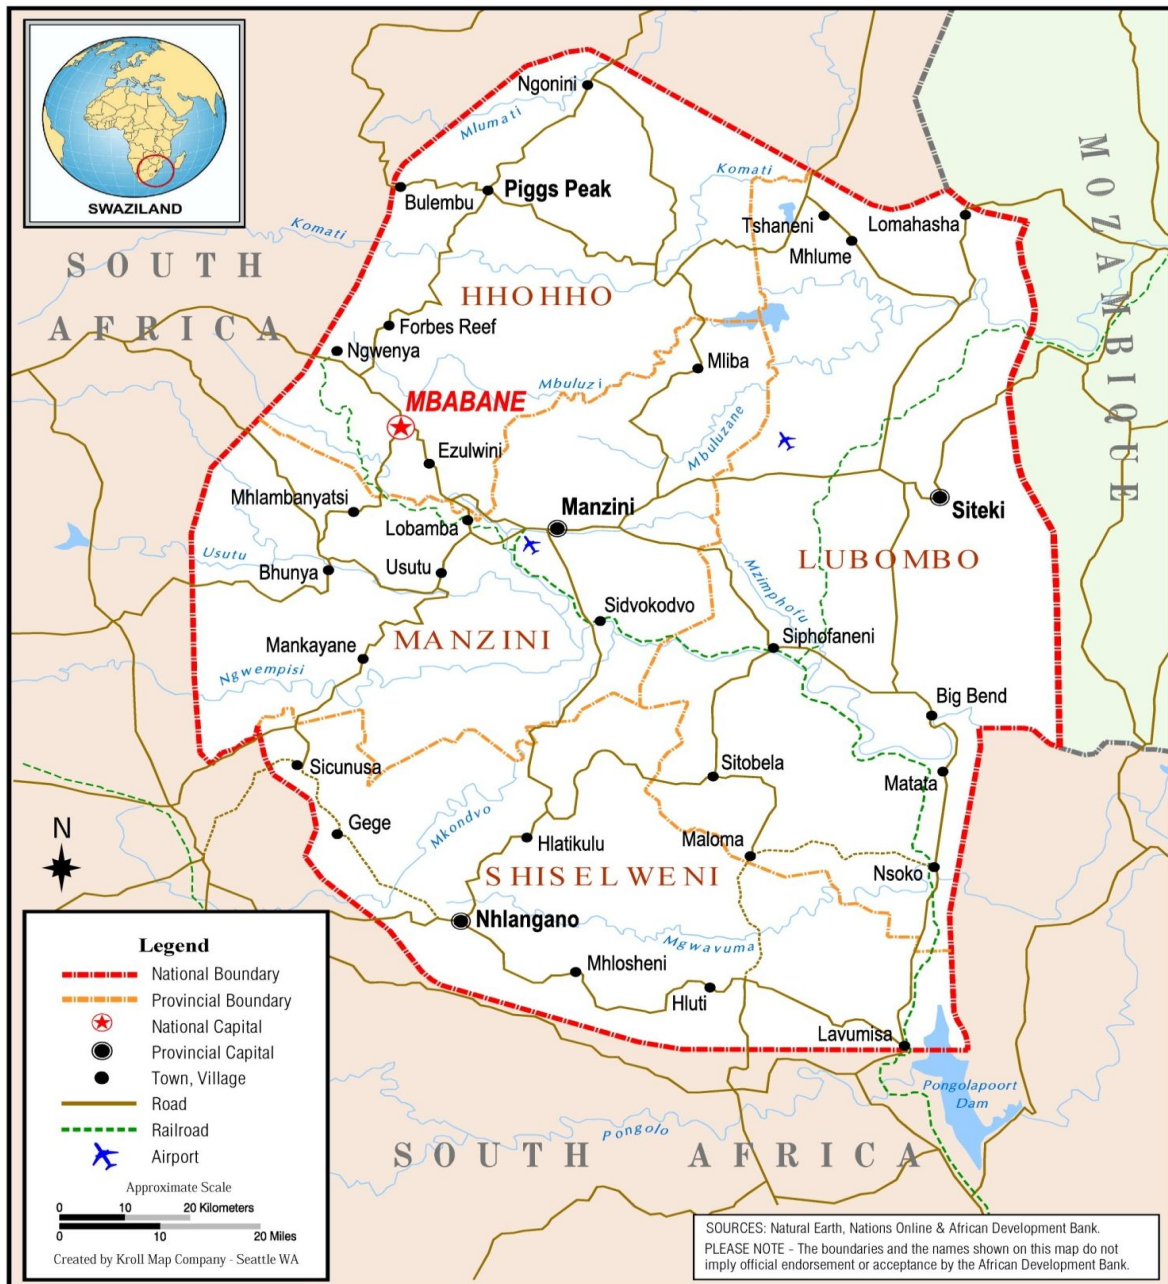 SWAZILAND
Ngonini
Mlumati
Komati
Bulembu
Piggs Peak
Tshaneni
Lomahasha
Mhlume
Komati
SOUTH
AFRICA
MOZAMBIQUE
HHOHHO
Forbes Reef
Ngwenya
Mliba
Mbuluzi
MBABANE
Mbuluzane
Ezulwini
Mhlambanyatsi
Manzini
Siteki
Lobamba
Usutu
Bhunya
Usutu
LUBOMBO
Mzimphofu
Sidvokodvo
MANZINI
Siphofaneni
Mankayane
Ngwempisi
Big Bend
Sicunusa
Sitobela
Matata
Gege
Mkondvo
Hlatikulu
Maloma
Nsoko
SHISELWENI
Nhlangano
Mgwavuma
Mhlosheni
Hluti
Lavumisa
Pongolapoort
Dam
Pongolo
SOUTH AFRICA
N
Legend
National Boundary
Provincial Boundary
National Capital
Provincial Capital
Town, Village
Road
Railroad
Airport
Approximate Scale
0 10 20 Kilometers
0 10 20 Miles
Created by Kroll Map Company - Seattle WA
SOURCES: Natural Earth, Nations Online & African Development Bank.
PLEASE NOTE - The boundaries and the names shown on this map do not
imply official endorsement or acceptance by the African Development Bank.